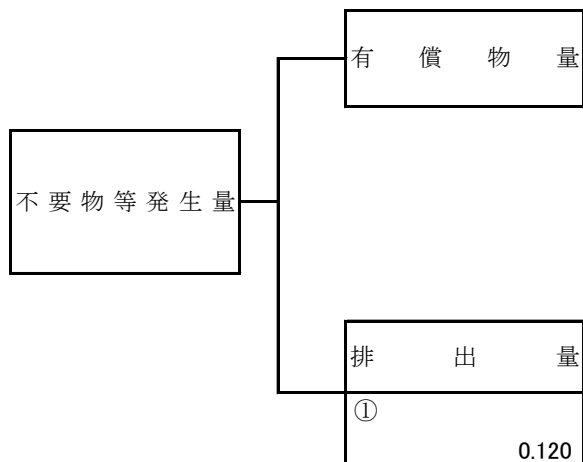 有償物量
不要物等発生量
排出量
①
0.120